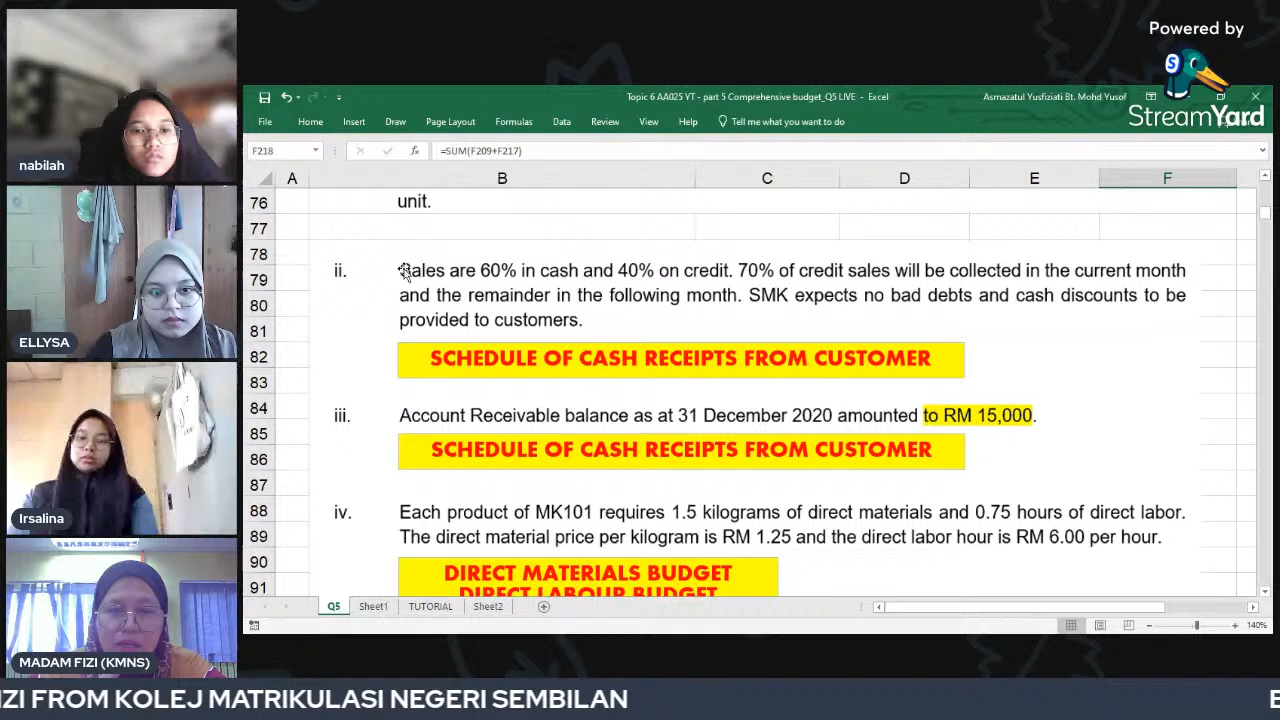 Powered by
StreamYard
nabilah
ELLYSA
Irsalina
MADAM FIZI (KMNS)
Topic 6 AA025 YT - part 5 Comprehensive budget_Q5 LIVE - Excel
Asmazatul Yusfiziati Bt. Mohd Yusof
File Home Insert Draw Page Layout Formulas Data Review View Help Tell me what you want to do
F218 fx =SUM(F209+F217)
A B C D E F
76 unit.
77
78
79 ii. Sales are 60% in cash and 40% on credit. 70% of credit sales will be collected in the current month
80 and the remainder in the following month. SMK expects no bad debts and cash discounts to be
81 provided to customers.
82 SCHEDULE OF CASH RECEIPTS FROM CUSTOMER
83
84 iii. Account Receivable balance as at 31 December 2020 amounted to RM 15,000.
85
86 SCHEDULE OF CASH RECEIPTS FROM CUSTOMER
87
88 iv. Each product of MK101 requires 1.5 kilograms of direct materials and 0.75 hours of direct labor.
89 The direct material price per kilogram is RM 1.25 and the direct labor hour is RM 6.00 per hour.
90 DIRECT MATERIALS BUDGET
91 DIRECT LABOUR BUDGET
Q5 Sheet1 TUTORIAL Sheet2
140%
IZI FROM KOLEJ MATRIKULASI NEGERI SEMBILAN